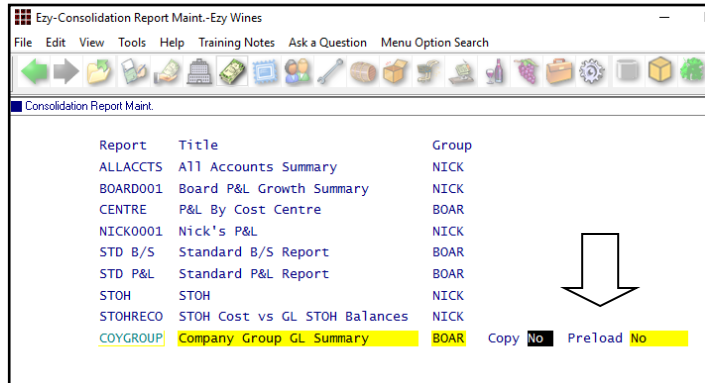 Ezy-Consolidation Report Maint.-Ezy Wines
File Edit View Tools Help Training Notes Ask a Question Menu Option Search
Consolidation Report Maint.
Report Title Group
ALLACCTS All Accounts Summary NICK
BOARD001 Board P&L Growth Summary NICK
CENTRE P&L By Cost Centre BOAR
NICK0001 Nick's P&L NICK
STD B/S Standard B/S Report BOAR
STD P&L Standard P&L Report BOAR
STOH STOH NICK
STOHRECO STOH Cost vs GL STOH Balances NICK
COYGROUP Company Group GL Summary BOAR Copy No Preload No